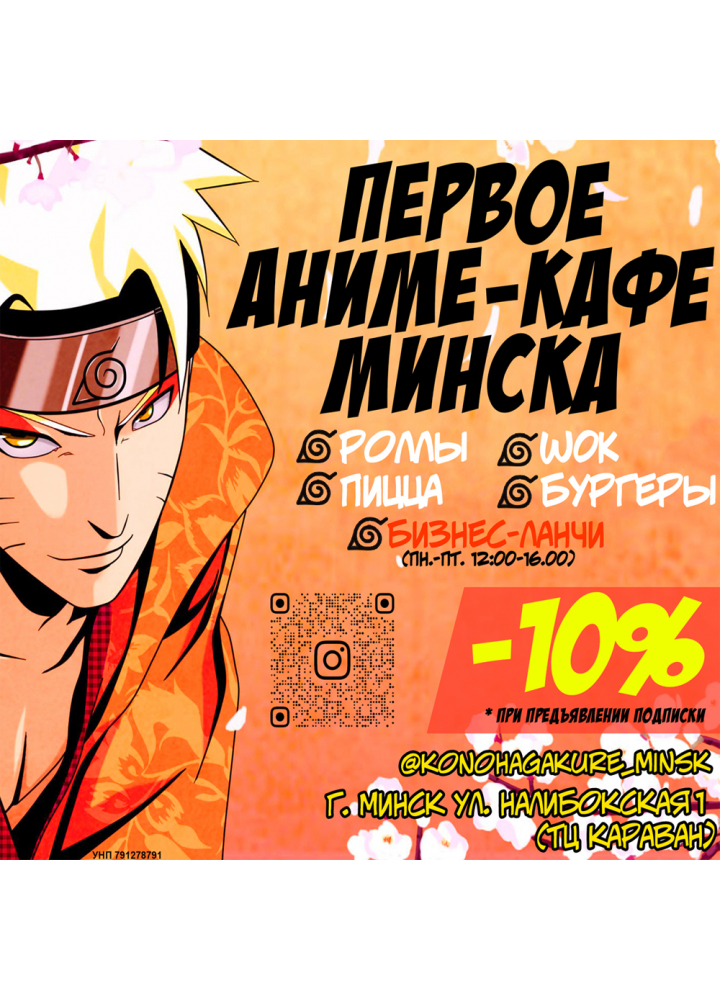 ПЕРВОЕ
АНИМЕ-КАФЕ
МИНСКА
РОМЫ
WOK
ПИЦЦА
БУРГЕРЫ
БИЗНЕС-ЛАНЧИ
(ПН.-ПТ. 12:00-16.00)
-10%
* ПРИ ПРЕДЪЯВЛЕНИИ ПОДПИСКИ
@KONOHAGAKURE_MINSK
Г. МИНСК УЛ. НАЛИБОКСКАЯ 1
(ТЦ КАРАВАН)
УНП 791278791